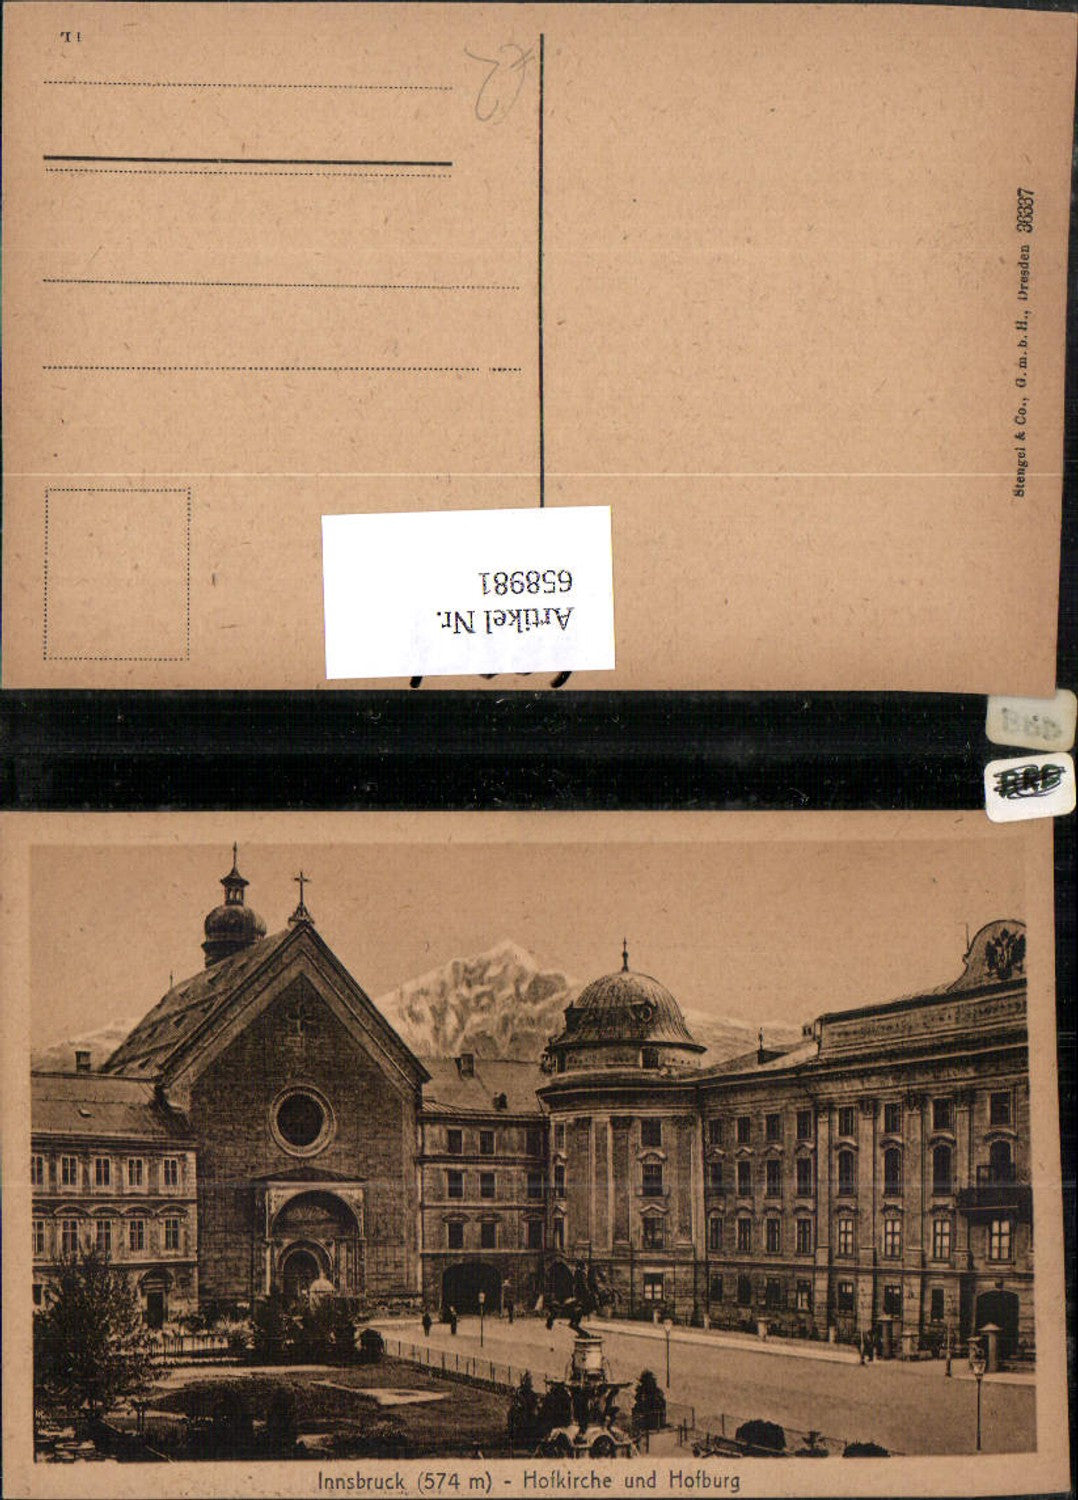 Stengel & Co., G.m.b.H., Dresden 36337
Artikel Nr.
658981
Innsbruck (574 m) - Hofkirche und Hofburg